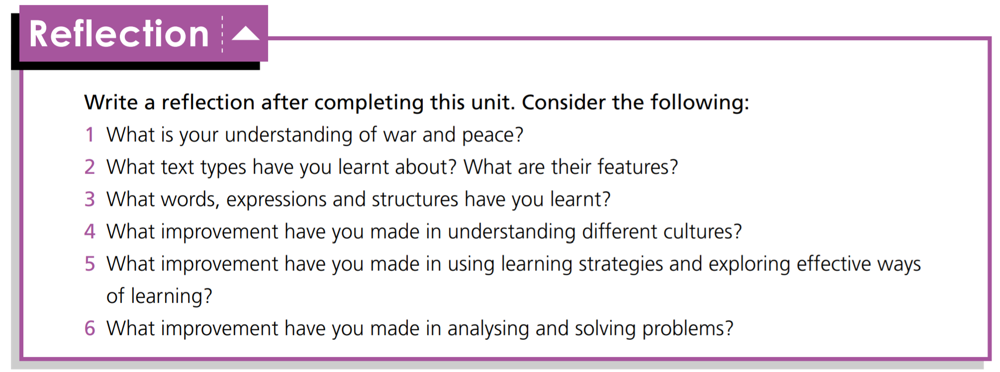 Reflection
Write a reflection after completing this unit. Consider the following:
1 What is your understanding of war and peace?
2 What text types have you learnt about? What are their features?
3 What words, expressions and structures have you learnt?
4 What improvement have you made in understanding different cultures?
5 What improvement have you made in using learning strategies and exploring effective ways
of learning?
6 What improvement have you made in analysing and solving problems?